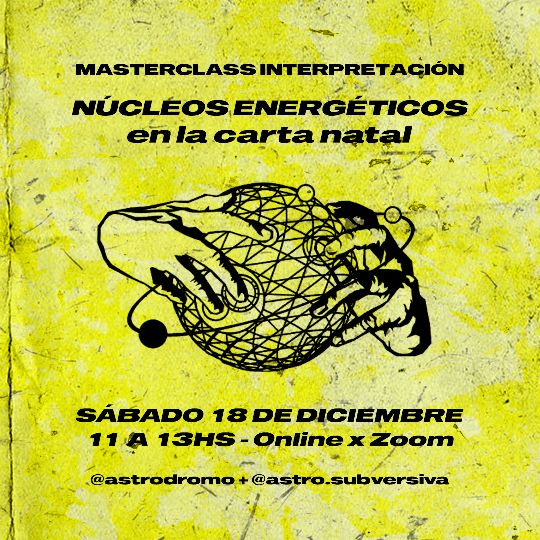 MASTERCLASS INTERPRETACIÓN
NÚCLEOS ENERGÉTICOS
en la carta natal
SÁBADO 18 DE DICIEMBRE
11 A 13HS - Online x Zoom
@astrodromo + @astro.subversiva